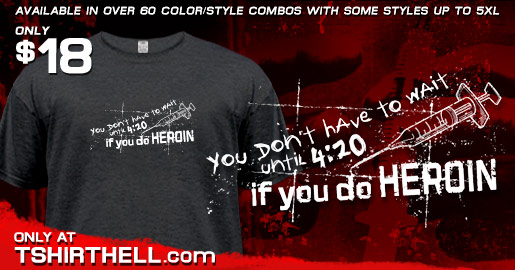 AVAILABLE IN OVER 60 COLOR/STYLE COMBOS WITH SOME STYLES UP TO 5XL
ONLY
$18
you DON't hAVe to wAit
until 4:20
if you do HEROIN
you DON't hAVe to wAit
until 4:20
if you do HEROIN
ONLY AT
TSHIRTHELL.com